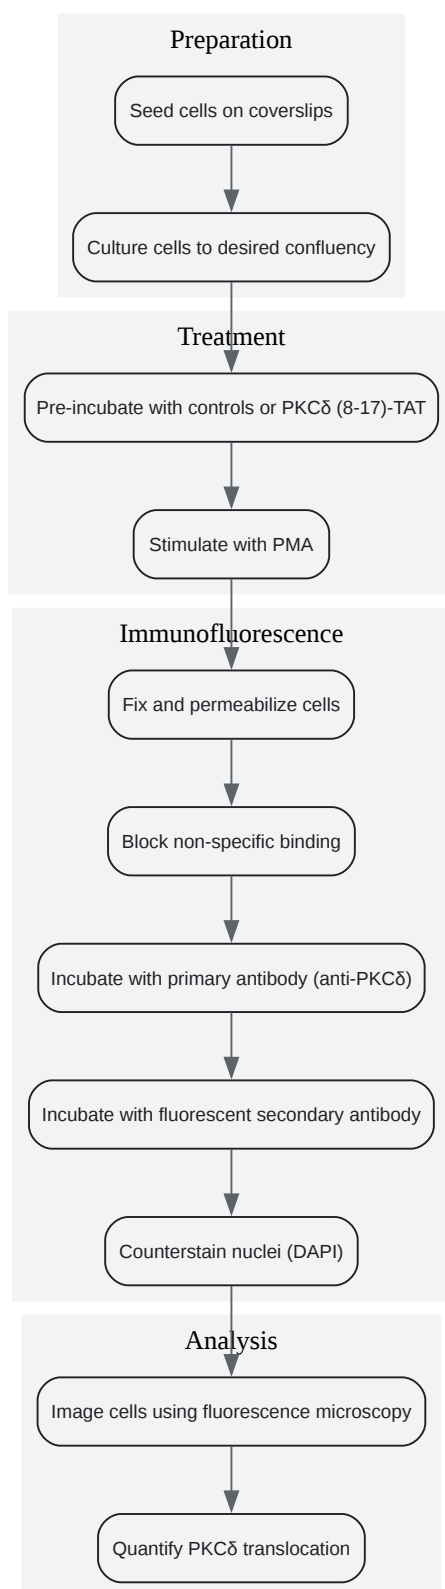 Preparation
Seed cells on coverslips
Culture cells to desired confluency
Treatment
Pre-incubate with controls or PKCδ (8-17)-TAT
Stimulate with PMA
Immunofluorescence
Fix and permeabilize cells
Block non-specific binding
Incubate with primary antibody (anti-PKCδ)
Incubate with fluorescent secondary antibody
Counterstain nuclei (DAPI)
Analysis
Image cells using fluorescence microscopy
Quantify PKCδ translocation